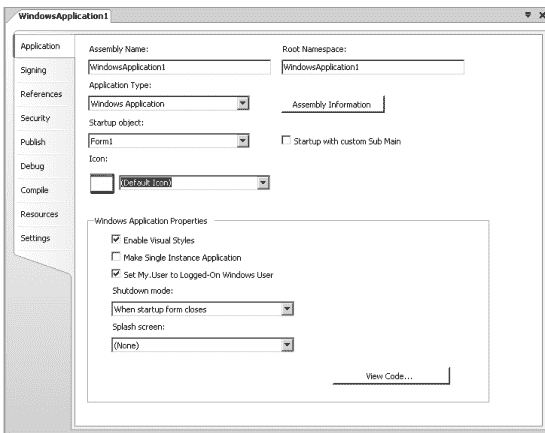 WindowsApplication1
Application
Signing
References
Security
Publish
Debug
Compile
Resources
Settings
Assembly Name:
Root Namespace:
WindowsApplication1
WindowsApplication1
Application Type:
Windows Application
Assembly Information
Startup object:
Form1
Startup with custom Sub Main
Icon:
(Default Icon)
Windows Application Properties
Enable Visual Styles
Make Single Instance Application
Set My.User to Logged-On Windows User
Shutdown mode:
When startup form closes
Splash screen:
(None)
View Code...